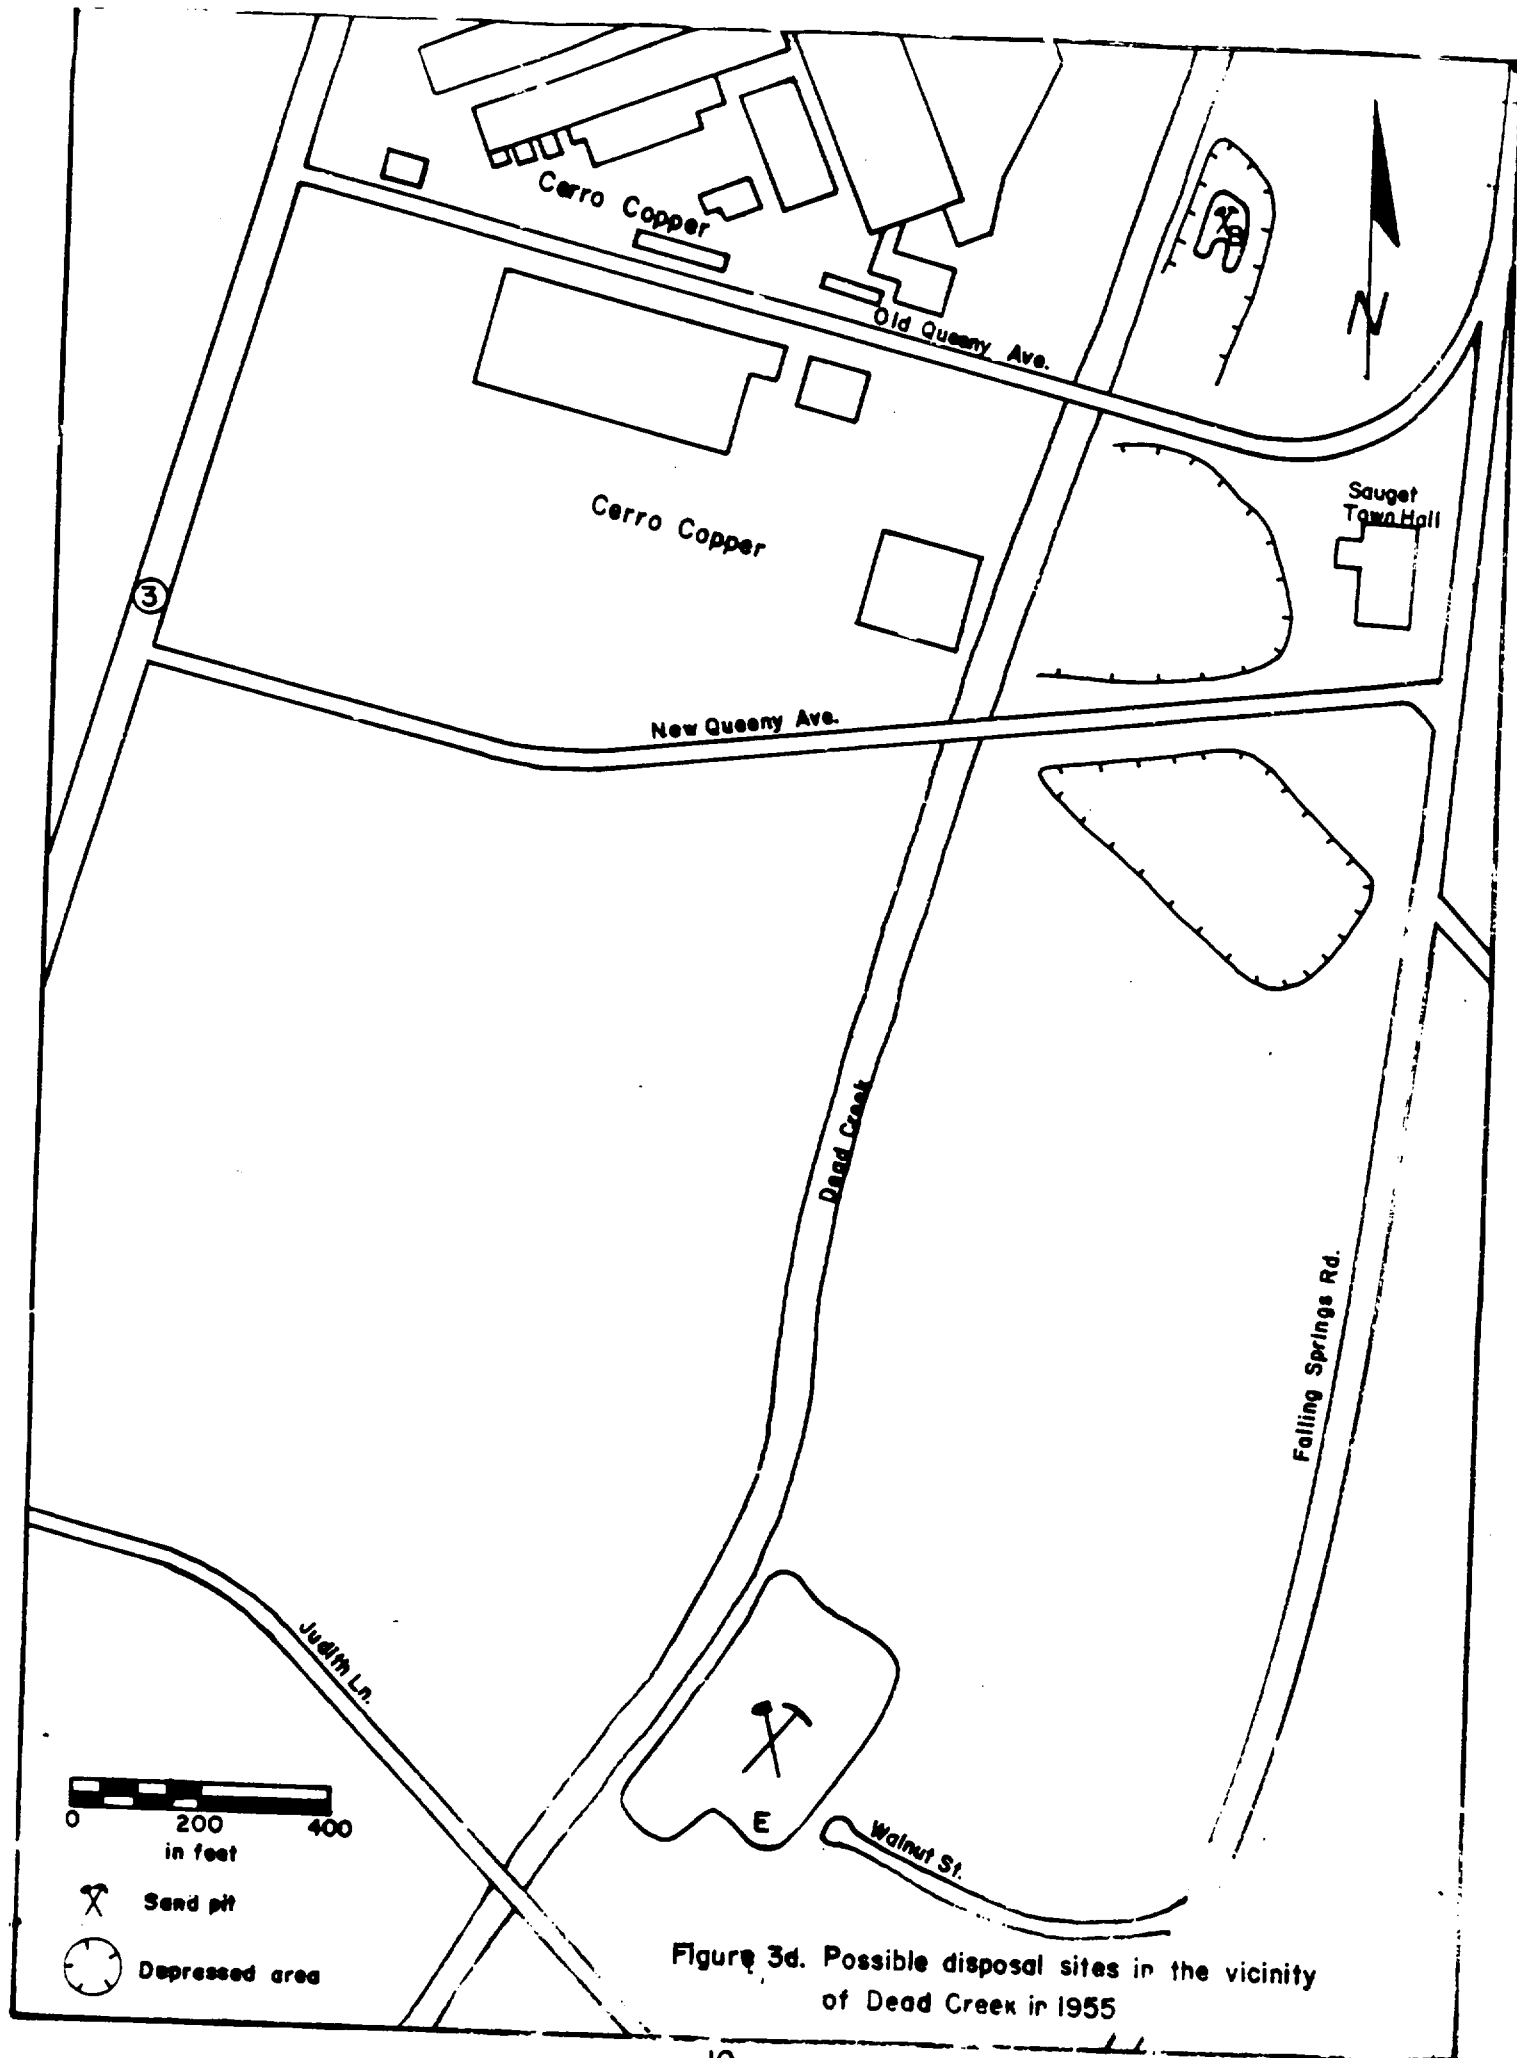 Cerro Copper
B
N
Old Queeny Ave.
Sauget
Town Hall
Cerro Copper
3
New Queeny Ave.
Dead Creek
Falling Springs Rd.
Judith Ln.
E
Walnut St.
0 200 400
in feet
Sand pit
Depressed area
Figure 3d. Possible disposal sites in the vicinity
of Dead Creek in 1955
10